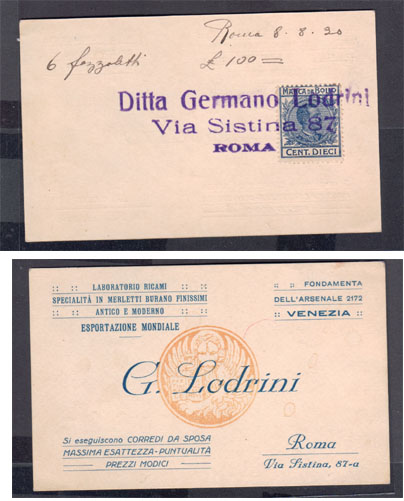 Roma 8.8.20
6 fazzoletti £ 100=
MARCA DA BOLLO
Ditta Germano Lodrini
Via Sistina 87
ROMA
CENT. DIECI
LABORATORIO RICAMI
SPECIALITÀ IN MERLETTI BURANO FINISSIMI
ANTICO E MODERNO
ESPORTAZIONE MONDIALE
FONDAMENTA
DELL'ARSENALE 2172
VENEZIA
G. Lodrini
Si eseguiscono CORREDI DA SPOSA
MASSIMA ESATTEZZA-PUNTUALITÀ
PREZZI MODICI
Roma
Via Sistina, 87-a